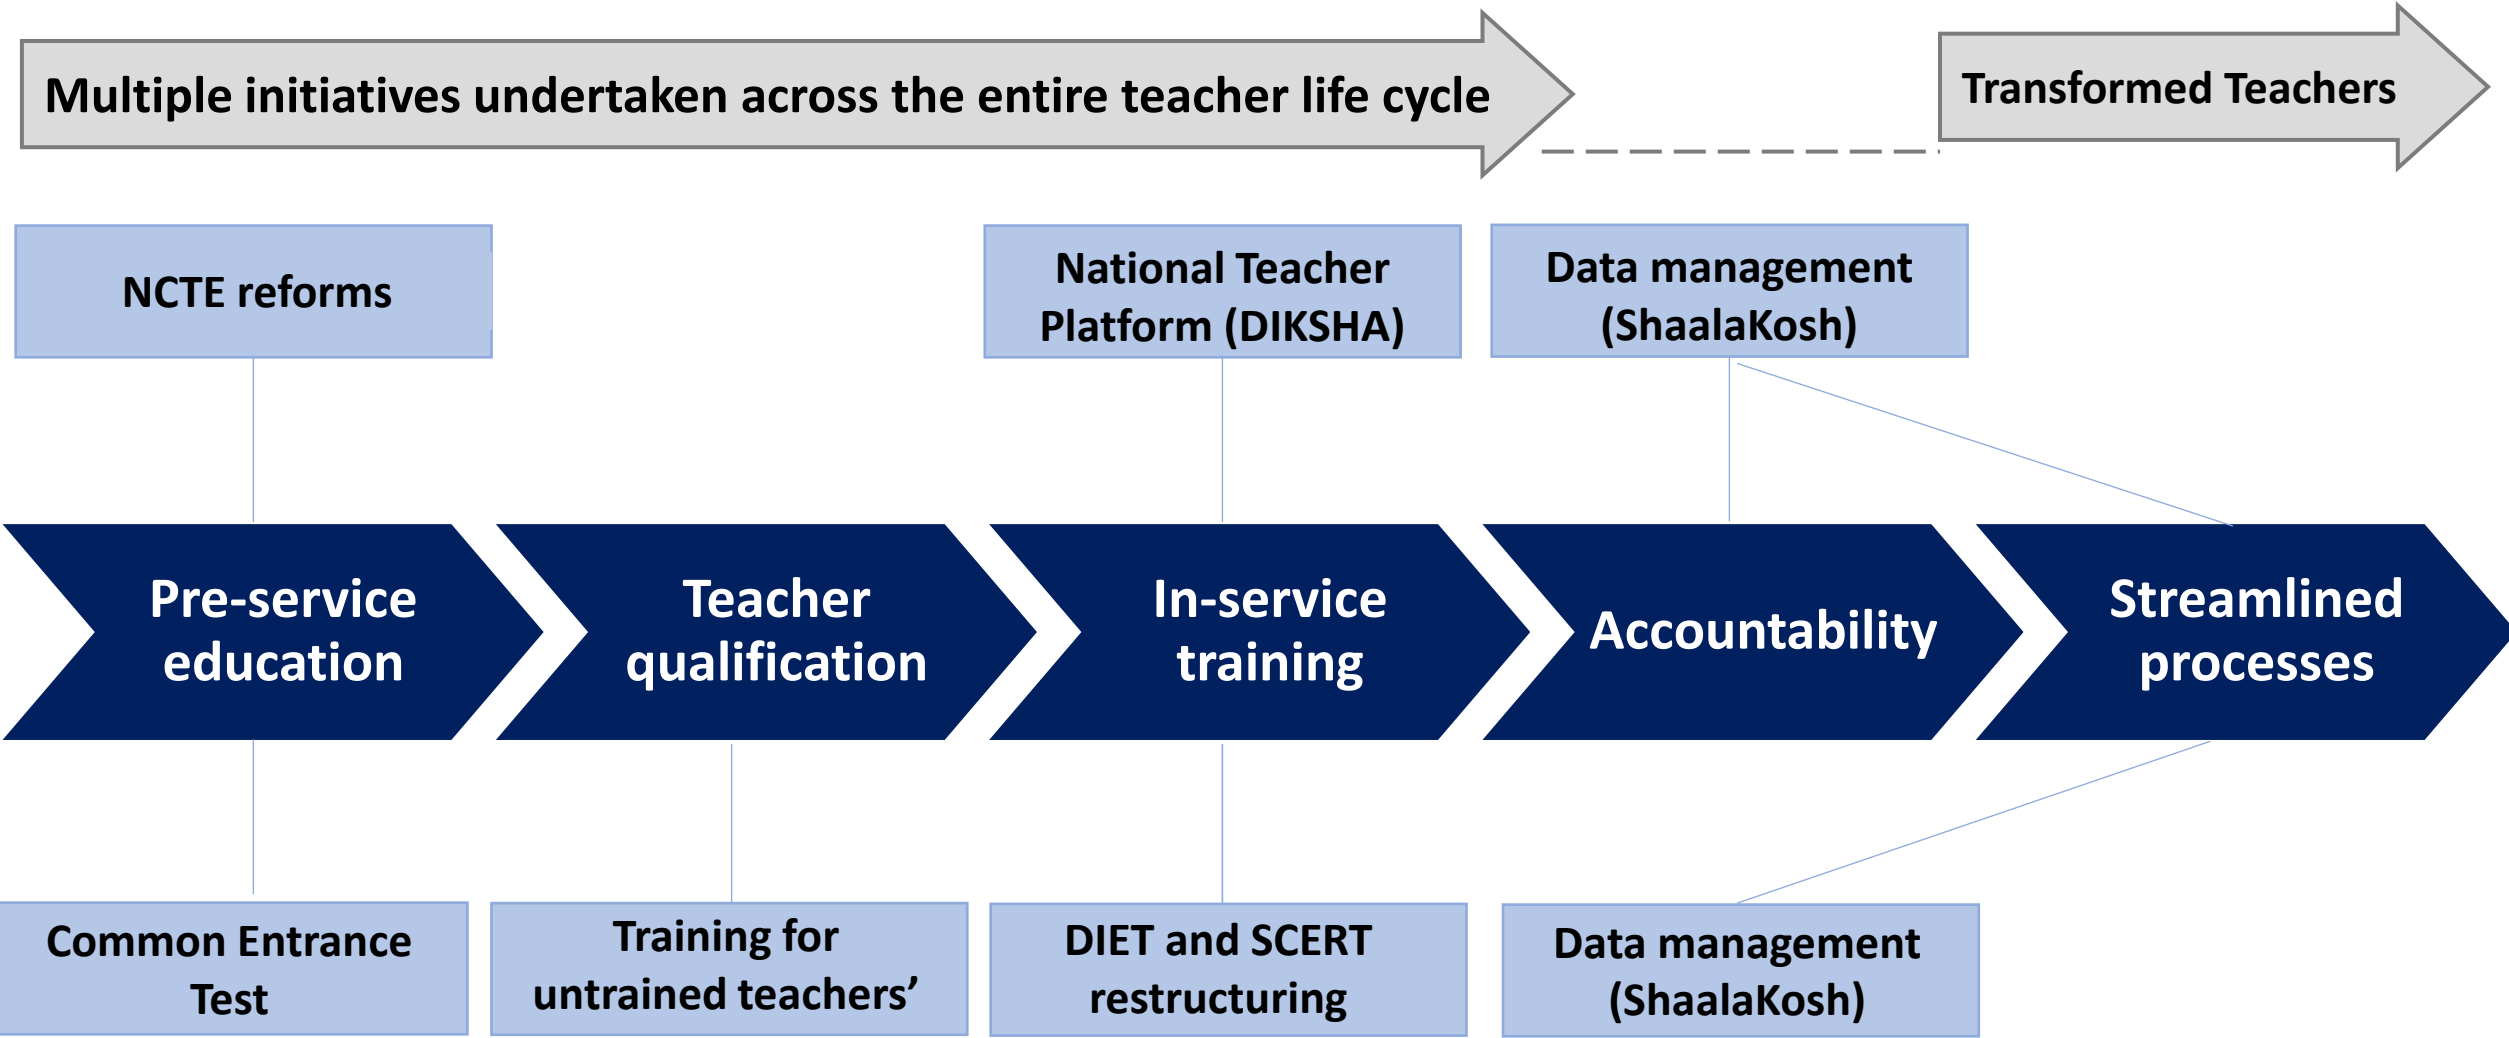 Multiple initiatives undertaken across the entire teacher life cycle
Transformed Teachers
NCTE reforms
National Teacher
Platform (DIKSHA)
Data management
(ShaalaKosh)
Pre-service
education
Teacher
qualification
In-service
training
Accountability
Streamlined
processes
Common Entrance
Test
Training for
untrained teachers’
DIET and SCERT
restructuring
Data management
(ShaalaKosh)